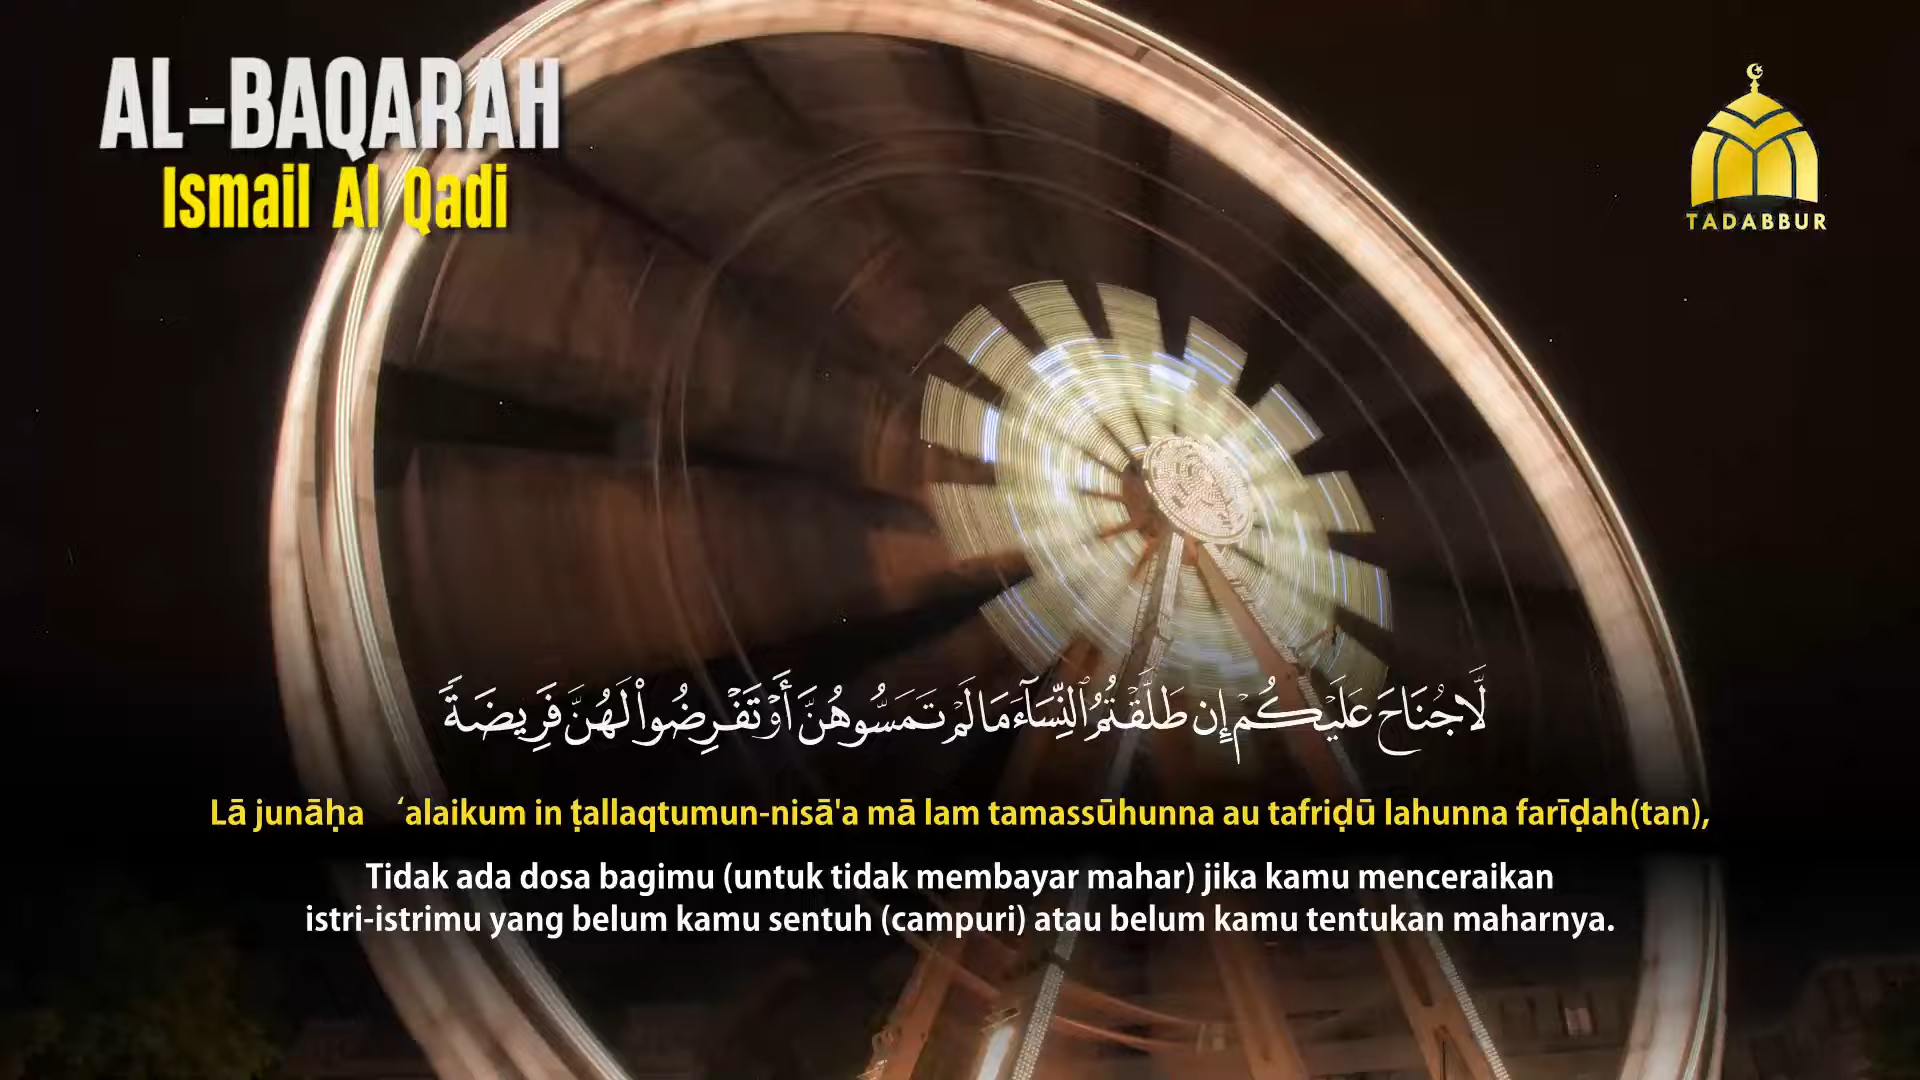 AL-BAQARAH
Ismail Al Qadi
TADABBUR
لَّا جُنَاحَ عَلَيْكُمْ إِن طَلَّقْتُمُ ٱلنِّسَآءَ مَا لَمْ تَمَسُّوهُنَّ أَوْ تَفْرِضُوا۟ لَهُنَّ فَرِيضَةً
Lā junāḥa ‘alaikum in ṭallaqtumun-nisā'a mā lam tamassūhunna au tafriḍū lahunna farīḍah(tan),
Tidak ada dosa bagimu (untuk tidak membayar mahar) jika kamu menceraikan
istri-istrimu yang belum kamu sentuh (campuri) atau belum kamu tentukan maharnya.